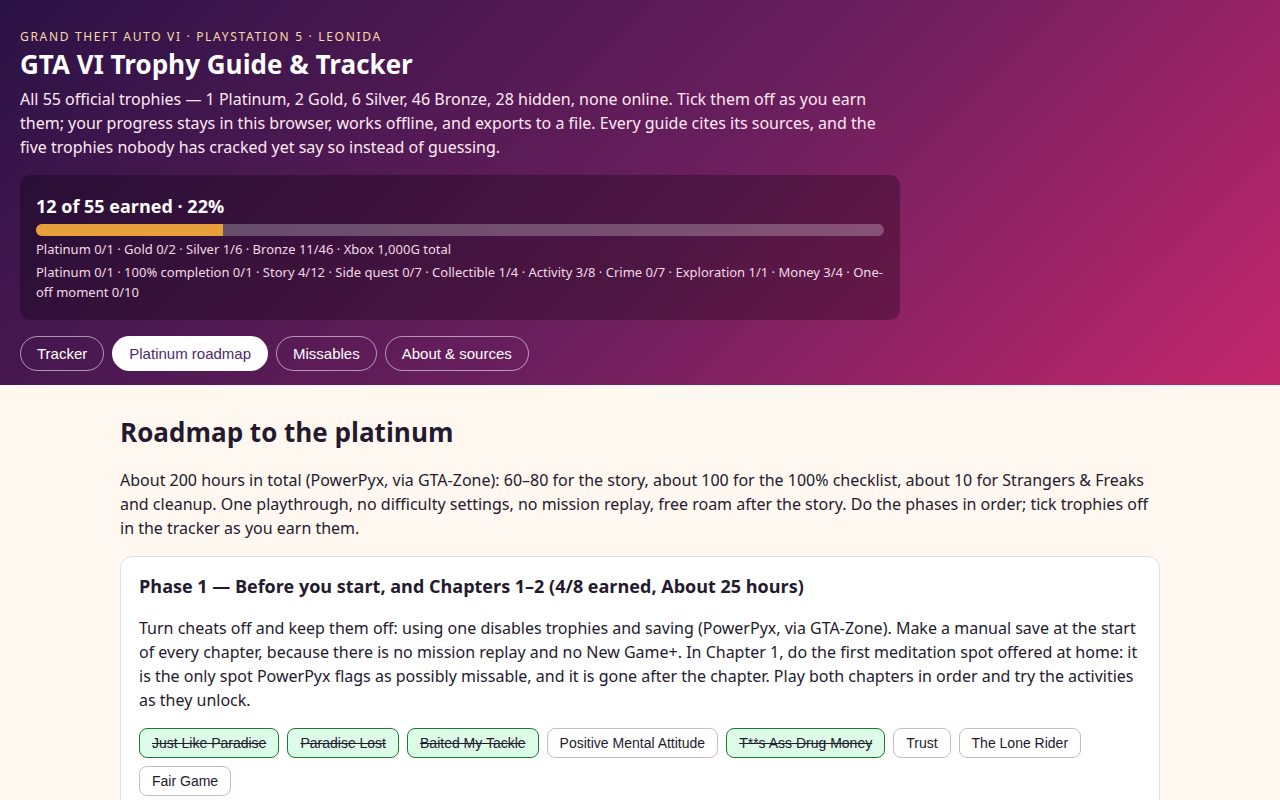 GRAND THEFT AUTO VI · PLAYSTATION 5 · LEONIDA
GTA VI Trophy Guide & Tracker
All 55 official trophies — 1 Platinum, 2 Gold, 6 Silver, 46 Bronze, 28 hidden, none online. Tick them off as you earn
them; your progress stays in this browser, works offline, and exports to a file. Every guide cites its sources, and the
five trophies nobody has cracked yet say so instead of guessing.
12 of 55 earned · 22%
Platinum 0/1 · Gold 0/2 · Silver 1/6 · Bronze 11/46 · Xbox 1,000G total
Platinum 0/1 · 100% completion 0/1 · Story 4/12 · Side quest 0/7 · Collectible 1/4 · Activity 3/8 · Crime 0/7 · Exploration 1/1 · Money 3/4 · One-
off moment 0/10
Tracker
Platinum roadmap
Missables
About & sources
Roadmap to the platinum
About 200 hours in total (PowerPyx, via GTA-Zone): 60–80 for the story, about 100 for the 100% checklist, about 10 for Strangers & Freaks
and cleanup. One playthrough, no difficulty settings, no mission replay, free roam after the story. Do the phases in order; tick trophies off
in the tracker as you earn them.
Phase 1 — Before you start, and Chapters 1–2 (4/8 earned, About 25 hours)
Turn cheats off and keep them off: using one disables trophies and saving (PowerPyx, via GTA-Zone). Make a manual save at the start
of every chapter, because there is no mission replay and no New Game+. In Chapter 1, do the first meditation spot offered at home: it
is the only spot PowerPyx flags as possibly missable, and it is gone after the chapter. Play both chapters in order and try the activities
as they unlock.
Just Like Paradise
Paradise Lost
Baited My Tackle
Positive Mental Attitude
T**s Ass Drug Money
Trust
The Lone Rider
Fair Game